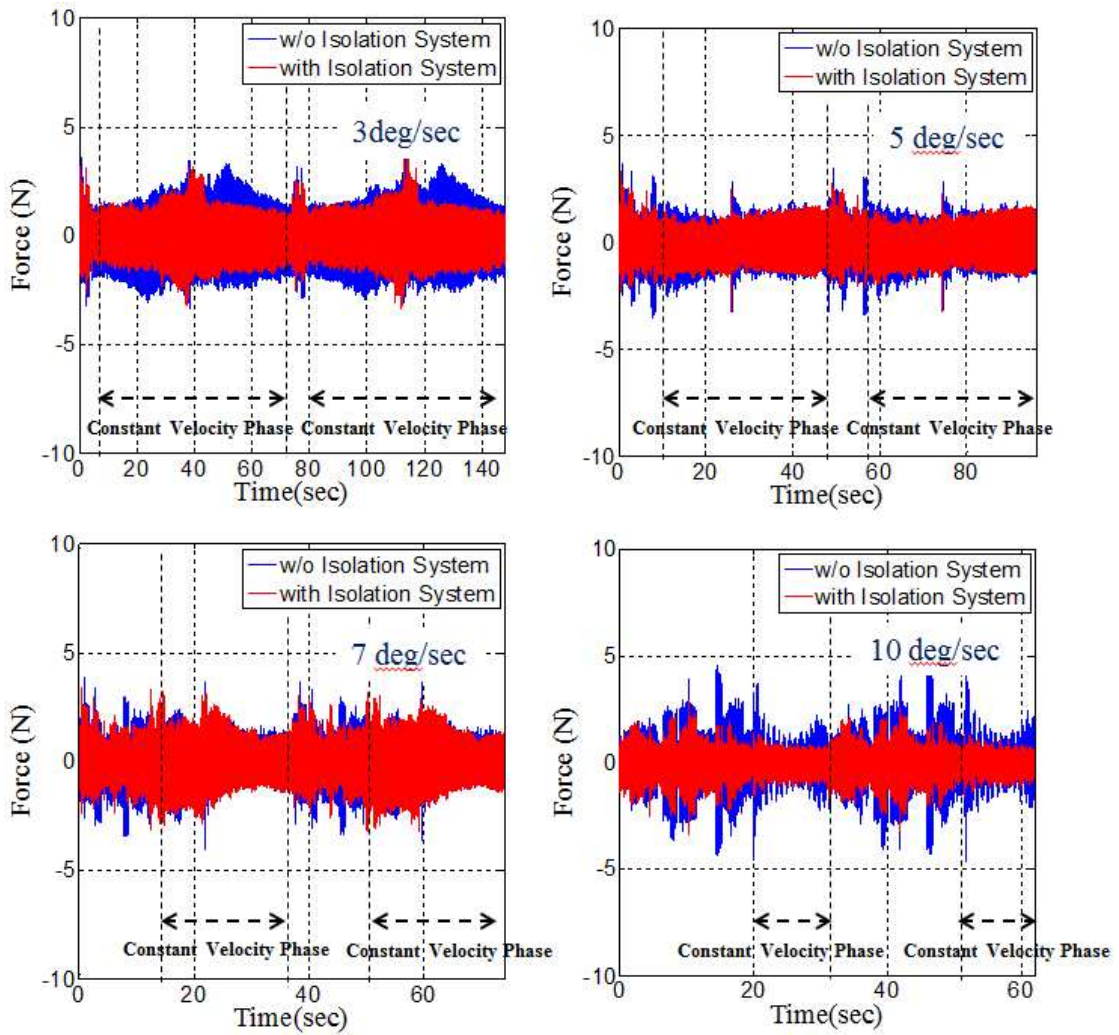 10
w/o Isolation System
with Isolation System
3deg/sec
5
0
-5
-10
Force (N)
Constant Velocity Phase
Constant Velocity Phase
0 20 40 60 80 100 120 140
Time(sec)
10
w/o Isolation System
with Isolation System
5 deg/sec
5
0
-5
-10
Force (N)
Constant Velocity Phase
Constant Velocity Phase
0 20 40 60 80
Time(sec)
10
w/o Isolation System
with Isolation System
7 deg/sec
5
0
-5
-10
Force (N)
Constant Velocity Phase
Constant Velocity Phase
0 20 40 60
Time(sec)
10
w/o Isolation System
with Isolation System
10 deg/sec
5
0
-5
-10
Force (N)
Constant Velocity Phase
Constant Velocity Phase
0 20 40 60
Time(sec)